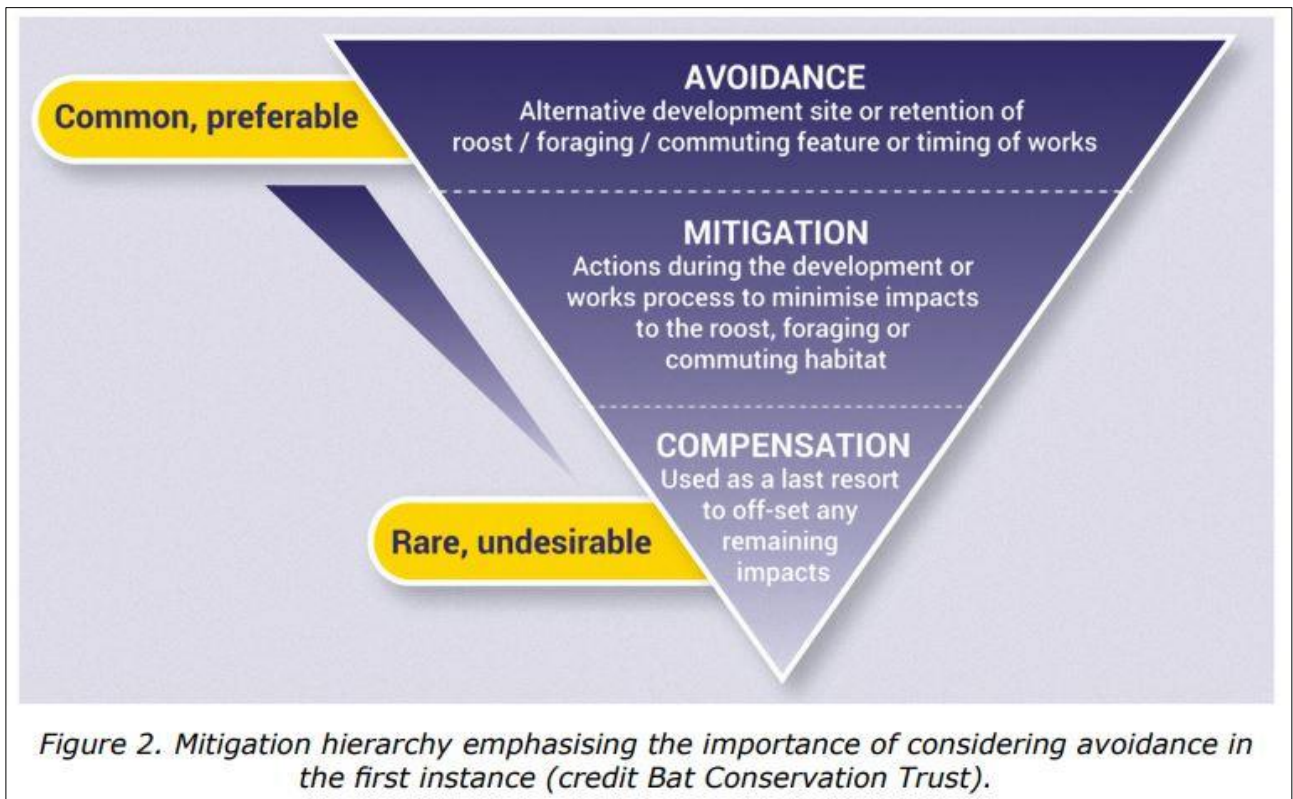 Common, preferable
AVOIDANCE
Alternative development site or retention of
roost / foraging / commuting feature or timing of works
MITIGATION
Actions during the development or
works process to minimise impacts
to the roost, foraging or
commuting habitat
COMPENSATION
Used as a last resort
to off-set any
remaining
impacts
Rare, undesirable
Figure 2. Mitigation hierarchy emphasising the importance of considering avoidance in
the first instance (credit Bat Conservation Trust).